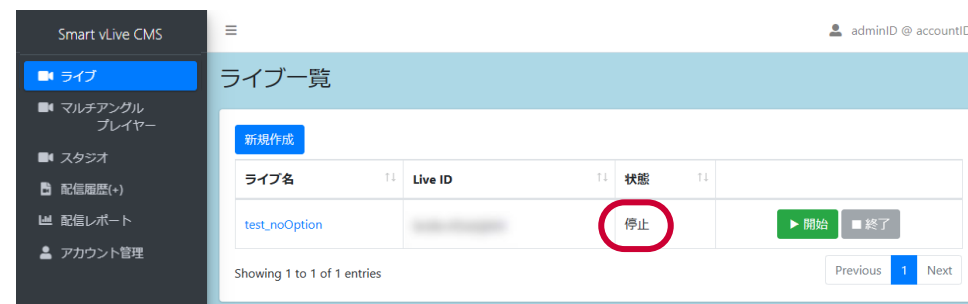 Smart vLive CMS
adminID @ accountID
ライブ
マルチアングル
プレイヤー
スタジオ
配信履歴(+)
配信レポート
アカウント管理
ライブ一覧
新規作成
ライブ名 Live ID 状態
test_noOption 停止 開始 終了
Showing 1 to 1 of 1 entries
Previous 1 Next